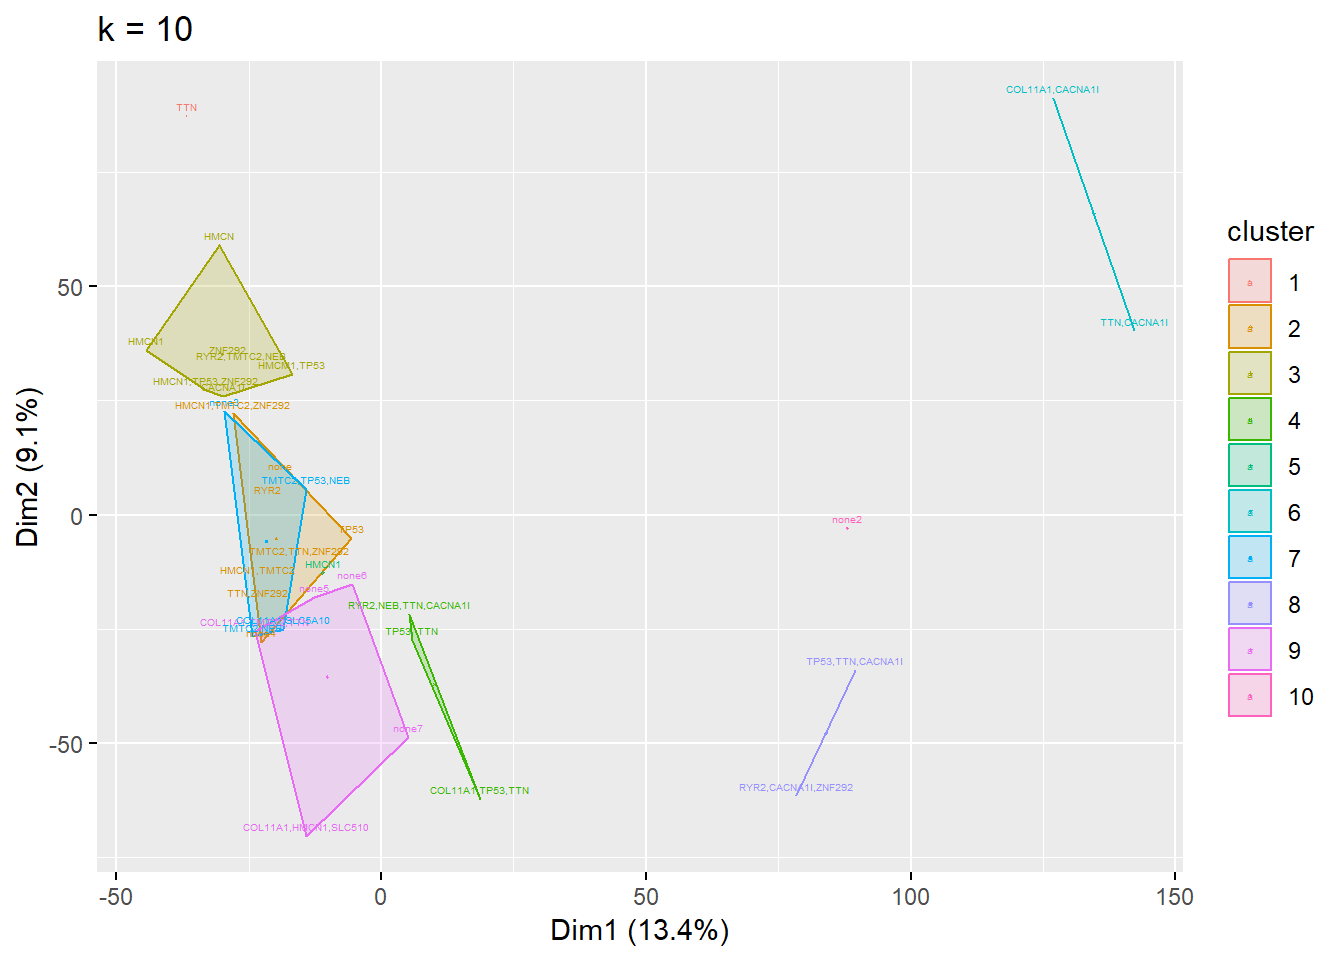 k = 10
COL11A1,CACNA1I
TTN
HMCN
50
TTN,CACNA1I
HMCN1
ZNF292
RYR2,TMTC2,NEB
HMCM1,TP53
HMCN1,TP53,ZNF292
CACNA1I
HMCN1,TMTC2,ZNF292
none
TMTC2,TP53,NEB
RYR2
0
none2
TP53
TMTC2,TTN,ZNF292
HMCN1
HMCN1,TMTC2
none6
none5
TTN,ZNF292
RYR2,NEB,TTN,CACNA1I
TP53,TTN
TP53,TTN,CACNA1I
none7
-50
RYR2,CACNA1I,ZNF292
COL11A1,TP53,TTN
COL11A1,HMCN1,SLC510
-50
0
50
100
150
Dim1 (13.4%)
Dim2 (9.1%)
cluster
1
2
3
4
5
6
7
8
9
10